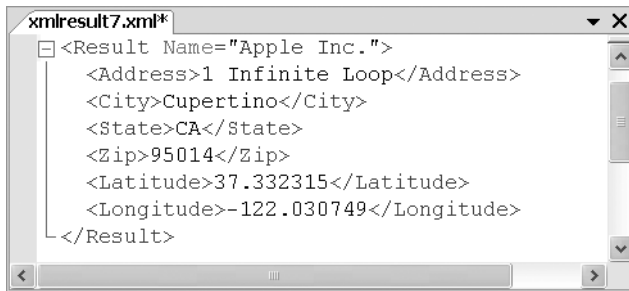 xmlresult7.xml*
<Result Name="Apple Inc.">
<Address>1 Infinite Loop</Address>
<City>Cupertino</City>
<State>CA</State>
<Zip>95014</Zip>
<Latitude>37.332315</Latitude>
<Longitude>-122.030749</Longitude>
</Result>